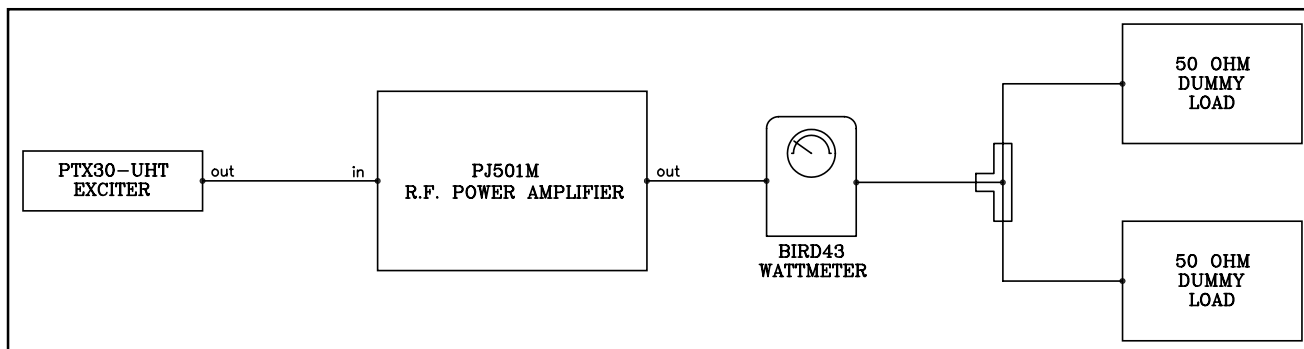 PTX30-UHT
EXCITER
out
in
PJ501M
R.F. POWER AMPLIFIER
out
BIRD43
WATTMETER
50 OHM
DUMMY
LOAD
50 OHM
DUMMY
LOAD